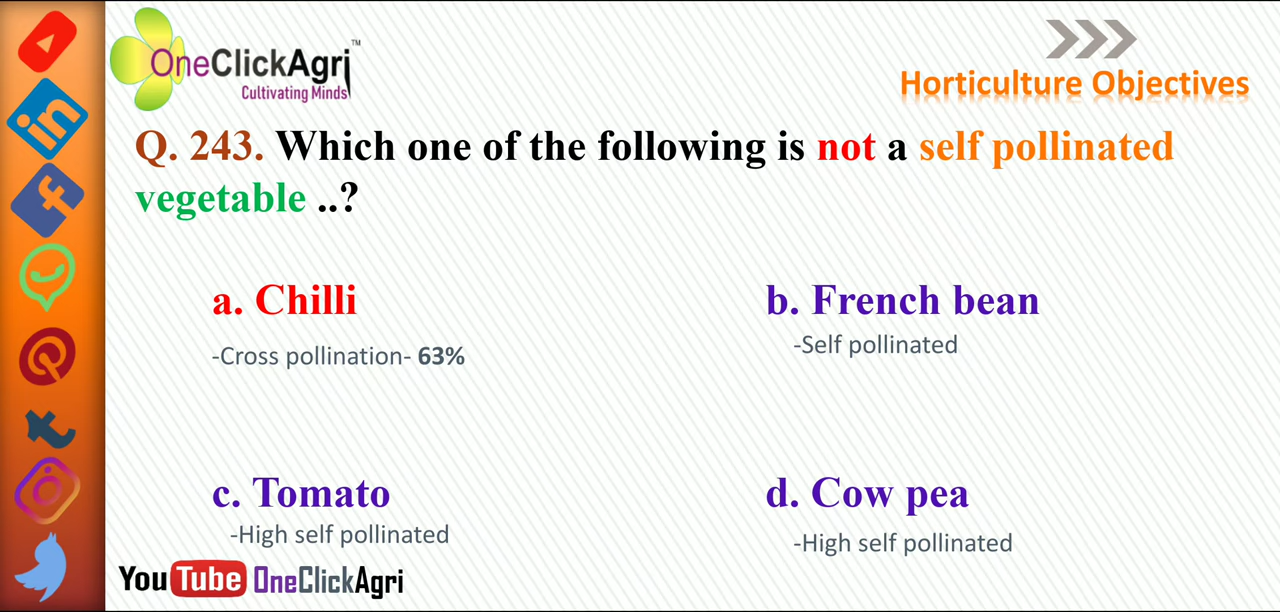 OneClickAgri™
Cultivating Minds
Horticulture Objectives
Q. 243. Which one of the following is not a self pollinated
vegetable ..?
a. Chilli
-Cross pollination- 63%
b. French bean
-Self pollinated
c. Tomato
-High self pollinated
d. Cow pea
-High self pollinated
YouTube OneClickAgri